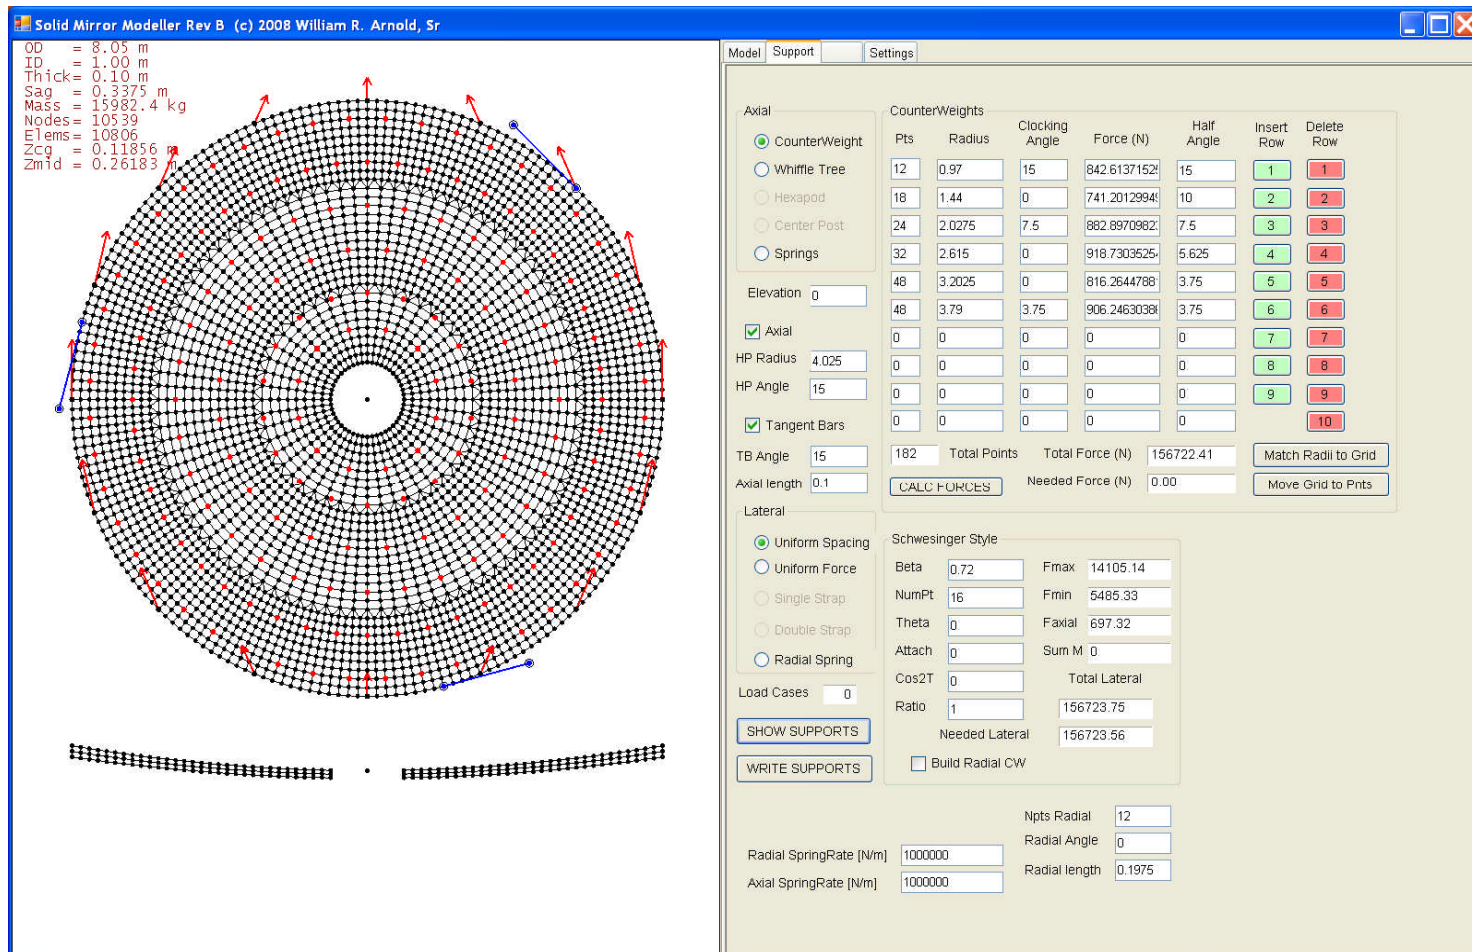 Solid Mirror Modeller Rev B (c) 2008 William R. Arnold, Sr
OD = 8.05 m
ID = 1.00 m
Thick= 0.10 m
Sag = 0.3375 m
Mass = 15982.4 kg
Nodes= 10539
Elems= 10806
Zcg = 0.11856 m
Zmid = 0.26183 m
Model Support Settings
Axial
CounterWeight
Whiffle Tree
Hexapod
Center Post
Springs
Elevation 0
Axial
HP Radius 4.025
HP Angle 15
Tangent Bars
TB Angle 15
Axial length 0.1
Lateral
Uniform Spacing
Uniform Force
Single Strap
Double Strap
Radial Spring
Load Cases 0
SHOW SUPPORTS
WRITE SUPPORTS
CounterWeights
Pts Radius Clocking Angle Force (N) Half Angle Insert Row Delete Row
12 0.97 15 842.6137152 15 1 1
18 1.44 0 741.2012994 10 2 2
24 2.0275 7.5 882.8970982 7.5 3 3
32 2.615 0 918.7303525 5.625 4 4
48 3.2025 0 816.2644788 3.75 5 5
48 3.79 3.75 906.2463038 3.75 6 6
0 0 0 0 0 7 7
0 0 0 0 0 8 8
0 0 0 0 0 9 9
0 0 0 0 0 10
182 Total Points Total Force (N) 156722.41 Match Radii to Grid
CALC FORCES Needed Force (N) 0.00 Move Grid to Pnts
Schwesinger Style
Beta 0.72 Fmax 14105.14
NumPt 16 Fmin 5485.33
Theta 0 Faxial 697.32
Attach 0 Sum M 0
Cos2T 0 Total Lateral
Ratio 1 156723.75
Needed Lateral 156723.56
Build Radial CW
Npts Radial 12
Radial Angle 0
Radial length 0.1975
Radial SpringRate [N/m] 1000000
Axial SpringRate [N/m] 1000000